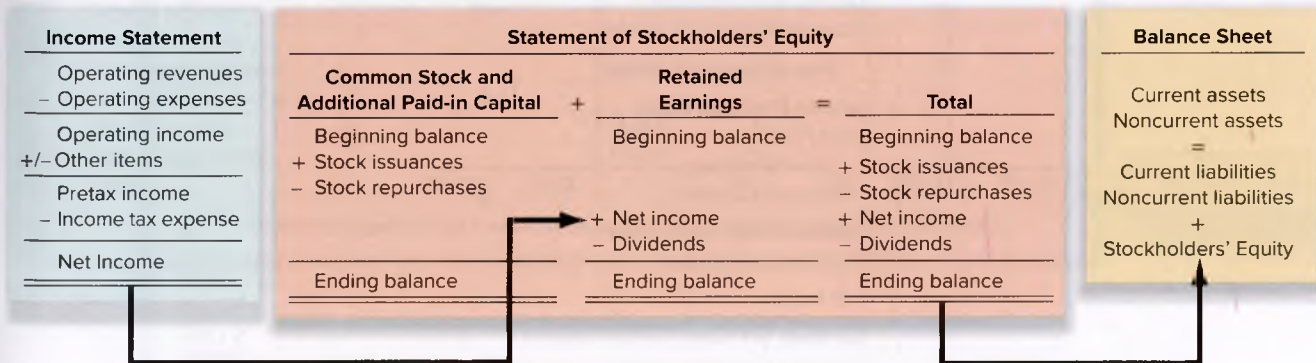 Income Statement
Operating revenues
– Operating expenses
Operating income
+/– Other items
Pretax income
– Income tax expense
Net Income
Statement of Stockholders' Equity
Common Stock and
Additional Paid-in Capital
Beginning balance
+ Stock issuances
– Stock repurchases
Ending balance
+
Retained
Earnings
Beginning balance
+ Net income
– Dividends
Ending balance
=
Total
Beginning balance
+ Stock issuances
– Stock repurchases
+ Net income
– Dividends
Ending balance
Balance Sheet
Current assets
Noncurrent assets
=
Current liabilities
Noncurrent liabilities
+
Stockholders' Equity